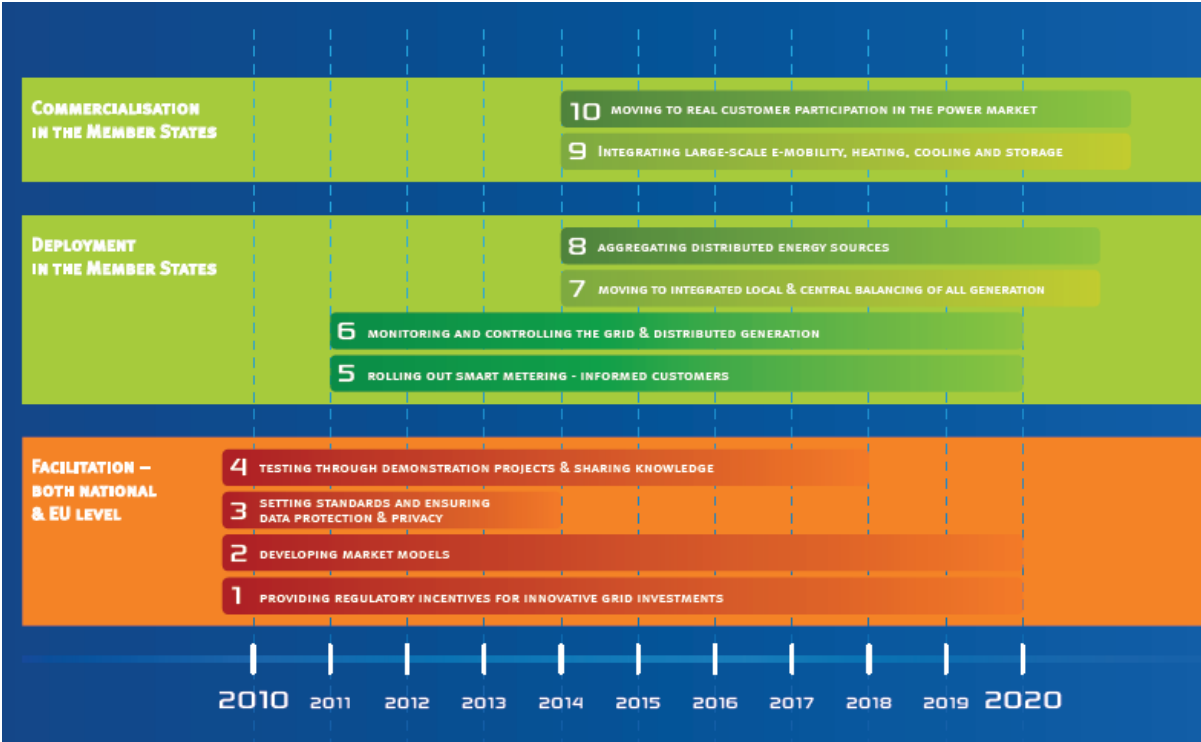 COMMERCIALISATION
IN THE MEMBER STATES
10 MOVING TO REAL CUSTOMER PARTICIPATION IN THE POWER MARKET
9 INTEGRATING LARGE-SCALE E-MOBILITY, HEATING, COOLING AND STORAGE
DEPLOYMENT
IN THE MEMBER STATES
8 AGGREGATING DISTRIBUTED ENERGY SOURCES
7 MOVING TO INTEGRATED LOCAL & CENTRAL BALANCING OF ALL GENERATION
6 MONITORING AND CONTROLLING THE GRID & DISTRIBUTED GENERATION
5 ROLLING OUT SMART METERING - INFORMED CUSTOMERS
FACILITATION –
BOTH NATIONAL
& EU LEVEL
4 TESTING THROUGH DEMONSTRATION PROJECTS & SHARING KNOWLEDGE
3 SETTING STANDARDS AND ENSURING
DATA PROTECTION & PRIVACY
2 DEVELOPING MARKET MODELS
1 PROVIDING REGULATORY INCENTIVES FOR INNOVATIVE GRID INVESTMENTS
2010 2011 2012 2013 2014 2015 2016 2017 2018 2019 2020